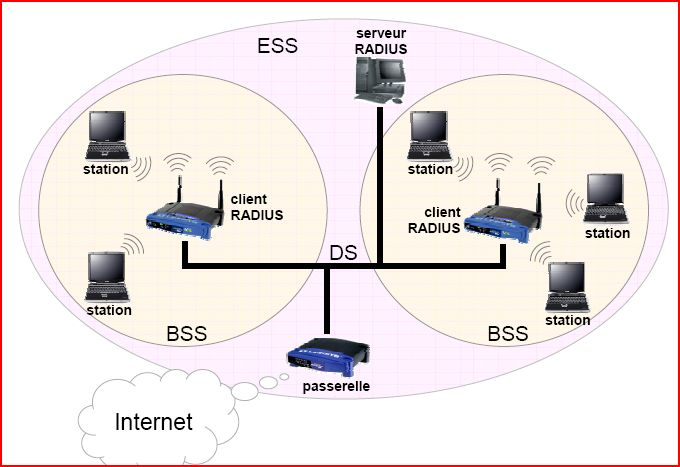 ESS
serveur
RADIUS
station
station
client
RADIUS
client
RADIUS
station
DS
station
station
BSS
BSS
passerelle
Internet